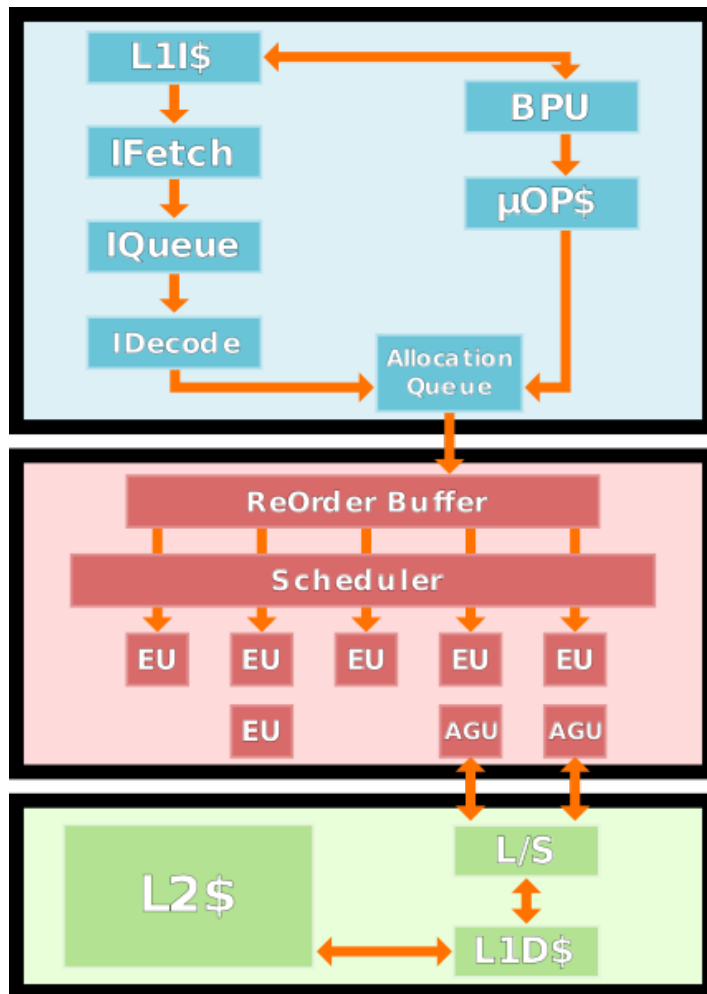 L1I$
BPU
IFetch
µOP$
IQueue
IDecode
Allocation
Queue
ReOrder Buffer
Scheduler
EU EU EU EU EU
EU AGU AGU
L/S
L2$
L1D$